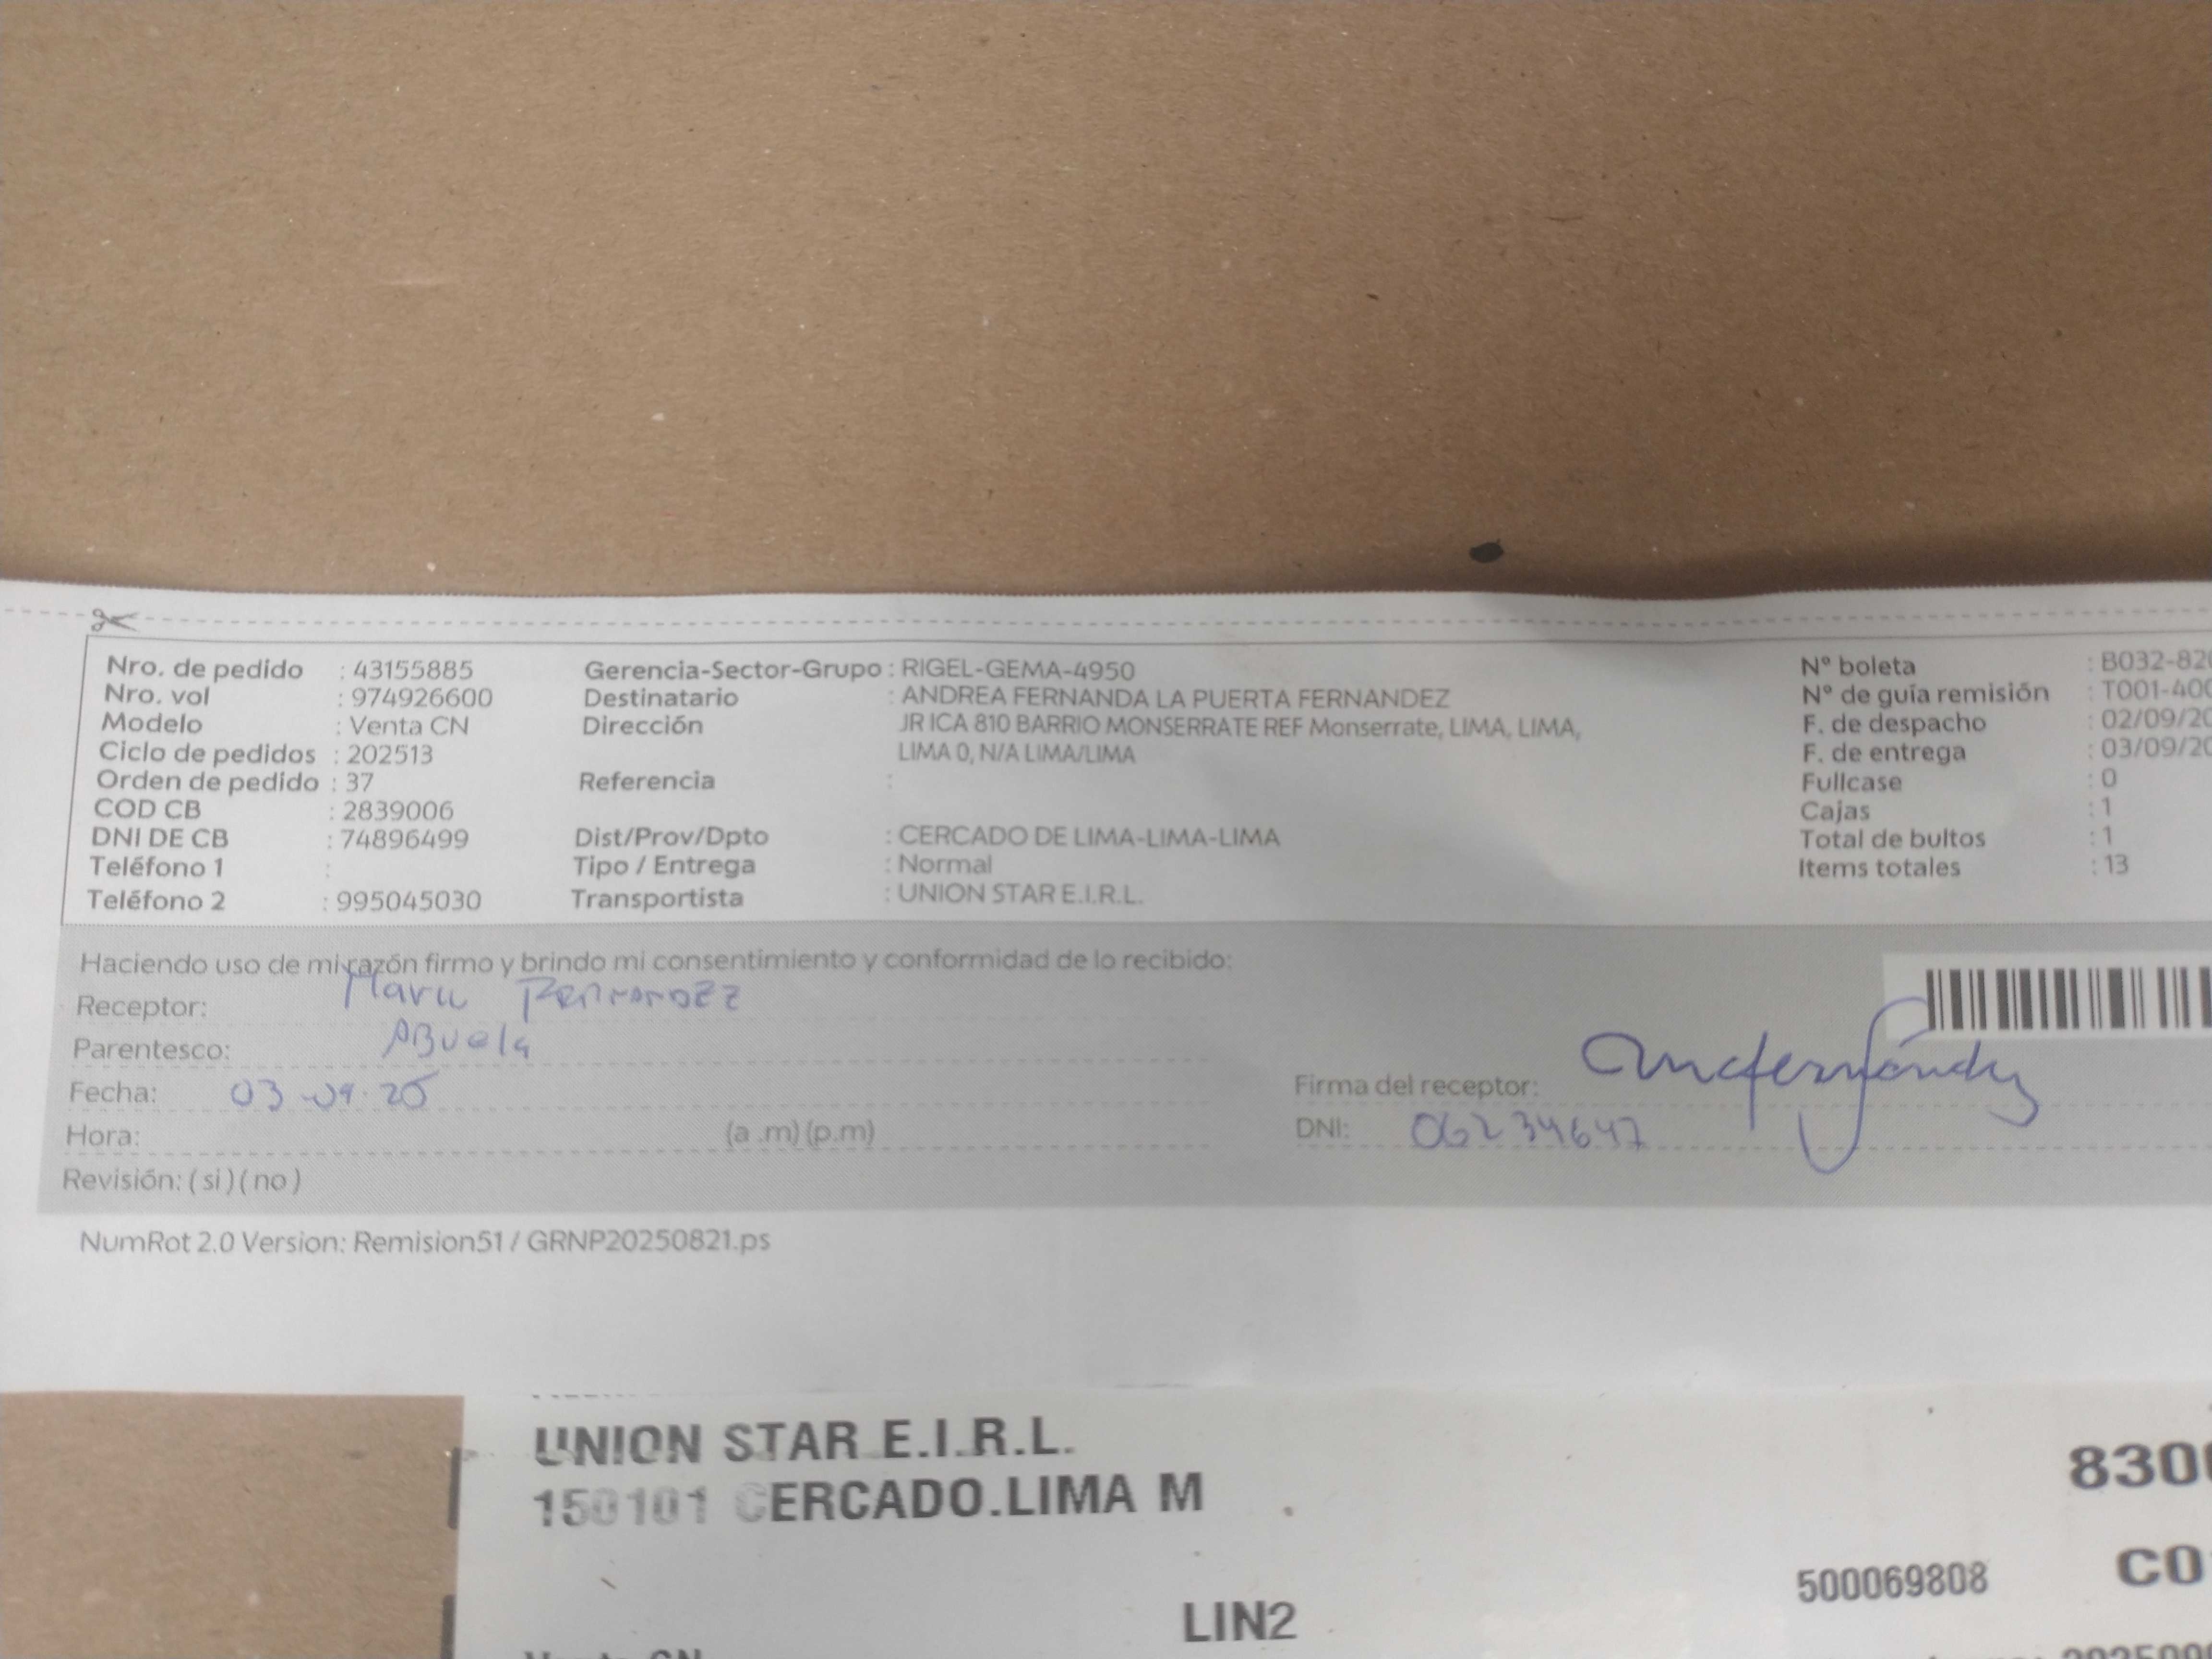 Nro. de pedido : 43155885 Gerencia-Sector-Grupo : RIGEL-GEMA-4950 Nº boleta : B032-820
Nro. vol : 974926600 Destinatario : ANDREA FERNANDA LA PUERTA FERNANDEZ Nº de guía remisión : T001-400
Modelo : Venta CN Dirección JR ICA 810 BARRIO MONSERRATE REF Monserrate, LIMA, LIMA, F. de despacho : 02/09/20
Ciclo de pedidos : 202513 LIMA 0, N/A LIMA/LIMA F. de entrega : 03/09/20
Orden de pedido : 37 Referencia : Fullcase : 0
COD CB : 2839006 Cajas : 1
DNI DE CB : 74896499 Dist/Prov/Dpto : CERCADO DE LIMA-LIMA-LIMA Total de bultos : 1
Teléfono 1 : Tipo / Entrega : Normal Items totales : 13
Teléfono 2 : 995045030 Transportista : UNION STAR E.I.R.L.
Haciendo uso de mi razón firmo y brindo mi consentimiento y conformidad de lo recibido:
Receptor:
Parentesco: ABuela
Fecha: 03-09-25 Firma del receptor:
Hora: (a .m) (p.m) DNI: 06234647
Revisión: ( si ) ( no )
NumRot 2.0 Version: Remision51 / GRNP20250821.ps
UNION STAR E.I.R.L.
150101 CERCADO.LIMA M 830
500069808 C0
LIN2